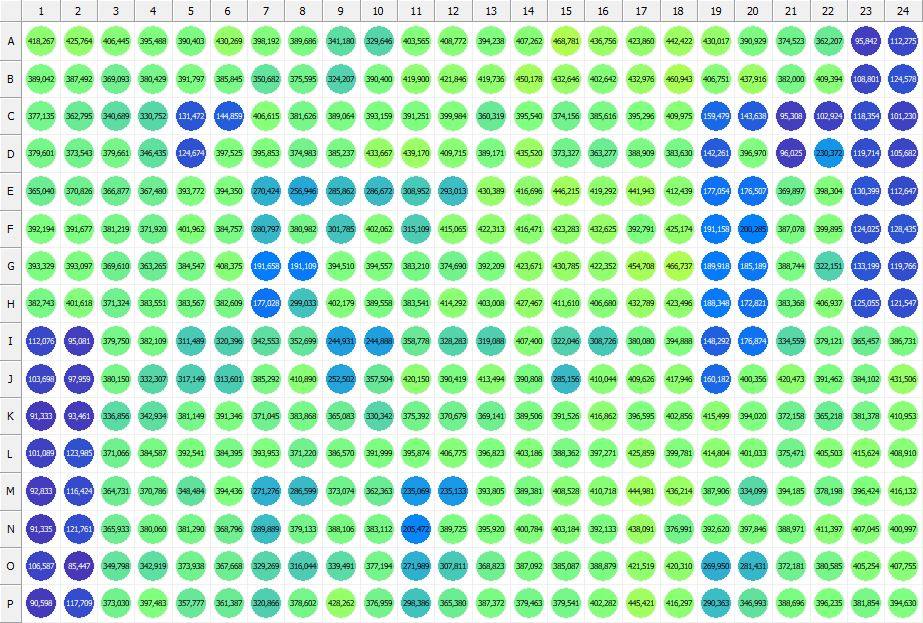 1 2 3 4 5 6 7 8 9 10 11 12 13 14 15 16 17 18 19 20 21 22 23 24
A 418,267 425,764 406,445 395,488 390,403 430,269 398,192 389,686 341,180 329,646 403,565 408,772 394,238 407,262 468,781 436,756 423,860 442,422 430,017 390,929 374,523 362,207 95,842 112,275
B 389,042 387,492 369,093 380,429 391,797 385,845 350,682 375,595 324,207 390,400 419,900 421,846 419,736 450,178 432,646 402,642 432,976 460,943 406,751 437,916 382,000 409,394 108,801 124,578
C 377,135 362,795 340,689 330,752 131,472 144,859 406,615 381,626 389,064 393,159 391,251 399,984 360,319 395,540 374,156 385,616 395,296 409,975 159,479 143,638 95,308 102,924 118,354 101,230
D 379,601 373,543 379,661 346,435 124,674 397,525 395,853 374,983 385,237 433,667 439,170 409,715 389,171 435,520 373,327 363,277 388,909 383,630 142,261 396,970 96,025 230,372 119,714 105,682
E 365,040 370,826 366,877 367,480 393,772 394,350 270,424 256,946 285,862 286,672 308,952 293,013 430,389 416,696 446,215 419,292 441,943 412,439 177,054 176,507 369,897 398,304 130,399 112,647
F 392,194 391,677 381,219 371,920 401,962 384,757 280,797 380,982 301,785 402,062 315,109 415,065 422,313 416,471 423,283 432,625 392,791 425,174 191,158 200,285 387,078 399,895 124,025 128,435
G 393,329 393,097 369,610 363,265 384,547 408,375 191,658 191,109 394,510 394,557 383,210 374,690 392,209 423,671 430,785 422,352 454,708 466,737 189,918 185,189 388,744 322,151 133,199 119,766
H 382,743 401,618 371,324 383,551 383,567 382,609 177,028 299,033 402,179 389,558 383,541 414,292 403,008 427,467 411,610 406,680 432,789 423,496 188,348 172,821 383,368 406,937 125,055 121,547
I 112,076 95,081 379,750 382,109 311,489 320,396 342,553 352,699 244,931 244,888 358,778 328,283 319,088 407,400 322,046 308,726 380,080 394,888 148,292 176,874 334,559 379,121 365,457 386,731
J 103,698 97,959 380,150 332,307 317,149 313,601 385,292 410,890 252,502 357,504 420,150 390,419 413,494 390,808 285,156 410,044 409,626 417,946 160,182 400,356 420,473 391,462 384,102 431,506
K 91,333 93,461 336,856 342,934 381,149 391,346 371,045 383,868 365,083 330,342 375,392 370,679 369,141 389,506 391,526 416,862 396,595 402,856 415,499 394,020 372,158 365,218 381,378 410,953
L 101,089 123,985 371,066 384,587 392,541 384,395 393,953 371,220 386,570 391,999 395,874 406,775 396,823 403,186 388,362 397,271 425,859 399,781 414,804 401,033 375,471 405,503 415,624 408,910
M 92,833 116,424 364,731 370,786 348,484 394,436 271,276 286,599 373,074 362,363 235,069 235,133 393,805 389,381 408,528 410,718 444,981 436,214 387,906 334,099 394,185 378,198 396,424 416,132
N 91,335 121,761 365,933 380,060 381,290 368,796 289,889 379,133 388,106 383,112 205,472 389,725 395,920 400,784 403,184 392,133 438,091 376,991 392,620 397,846 388,971 411,397 407,045 400,997
O 106,587 85,447 349,798 342,919 373,938 367,668 329,269 316,044 339,491 377,194 271,989 307,811 368,823 387,092 385,087 388,879 421,519 420,310 269,950 281,431 372,181 380,585 405,254 407,755
P 90,598 117,709 373,030 397,483 357,777 361,387 320,866 378,602 428,262 376,959 298,386 365,380 387,372 379,463 379,541 402,282 445,421 416,297 290,363 346,993 388,696 396,235 381,854 394,630